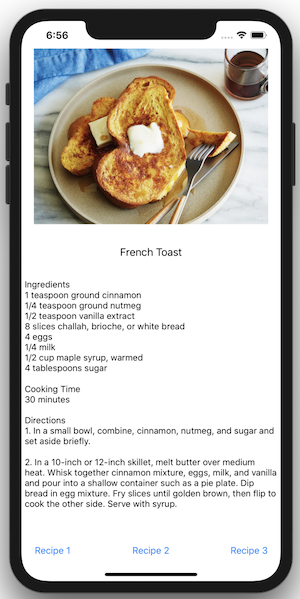 6:56
French Toast
Ingredients
1 teaspoon ground cinnamon
1/4 teaspoon ground nutmeg
1/2 teaspoon vanilla extract
8 slices challah, brioche, or white bread
4 eggs
1/4 milk
1/2 cup maple syrup, warmed
4 tablespoons sugar
Cooking Time
30 minutes
Directions
1. In a small bowl, combine, cinnamon, nutmeg, and sugar and
set aside briefly.
2. In a 10-inch or 12-inch skillet, melt butter over medium
heat. Whisk together cinnamon mixture, eggs, milk, and vanilla
and pour into a shallow container such as a pie plate. Dip
bread in egg mixture. Fry slices until golden brown, then flip to
cook the other side. Serve with syrup.
Recipe 1 Recipe 2 Recipe 3